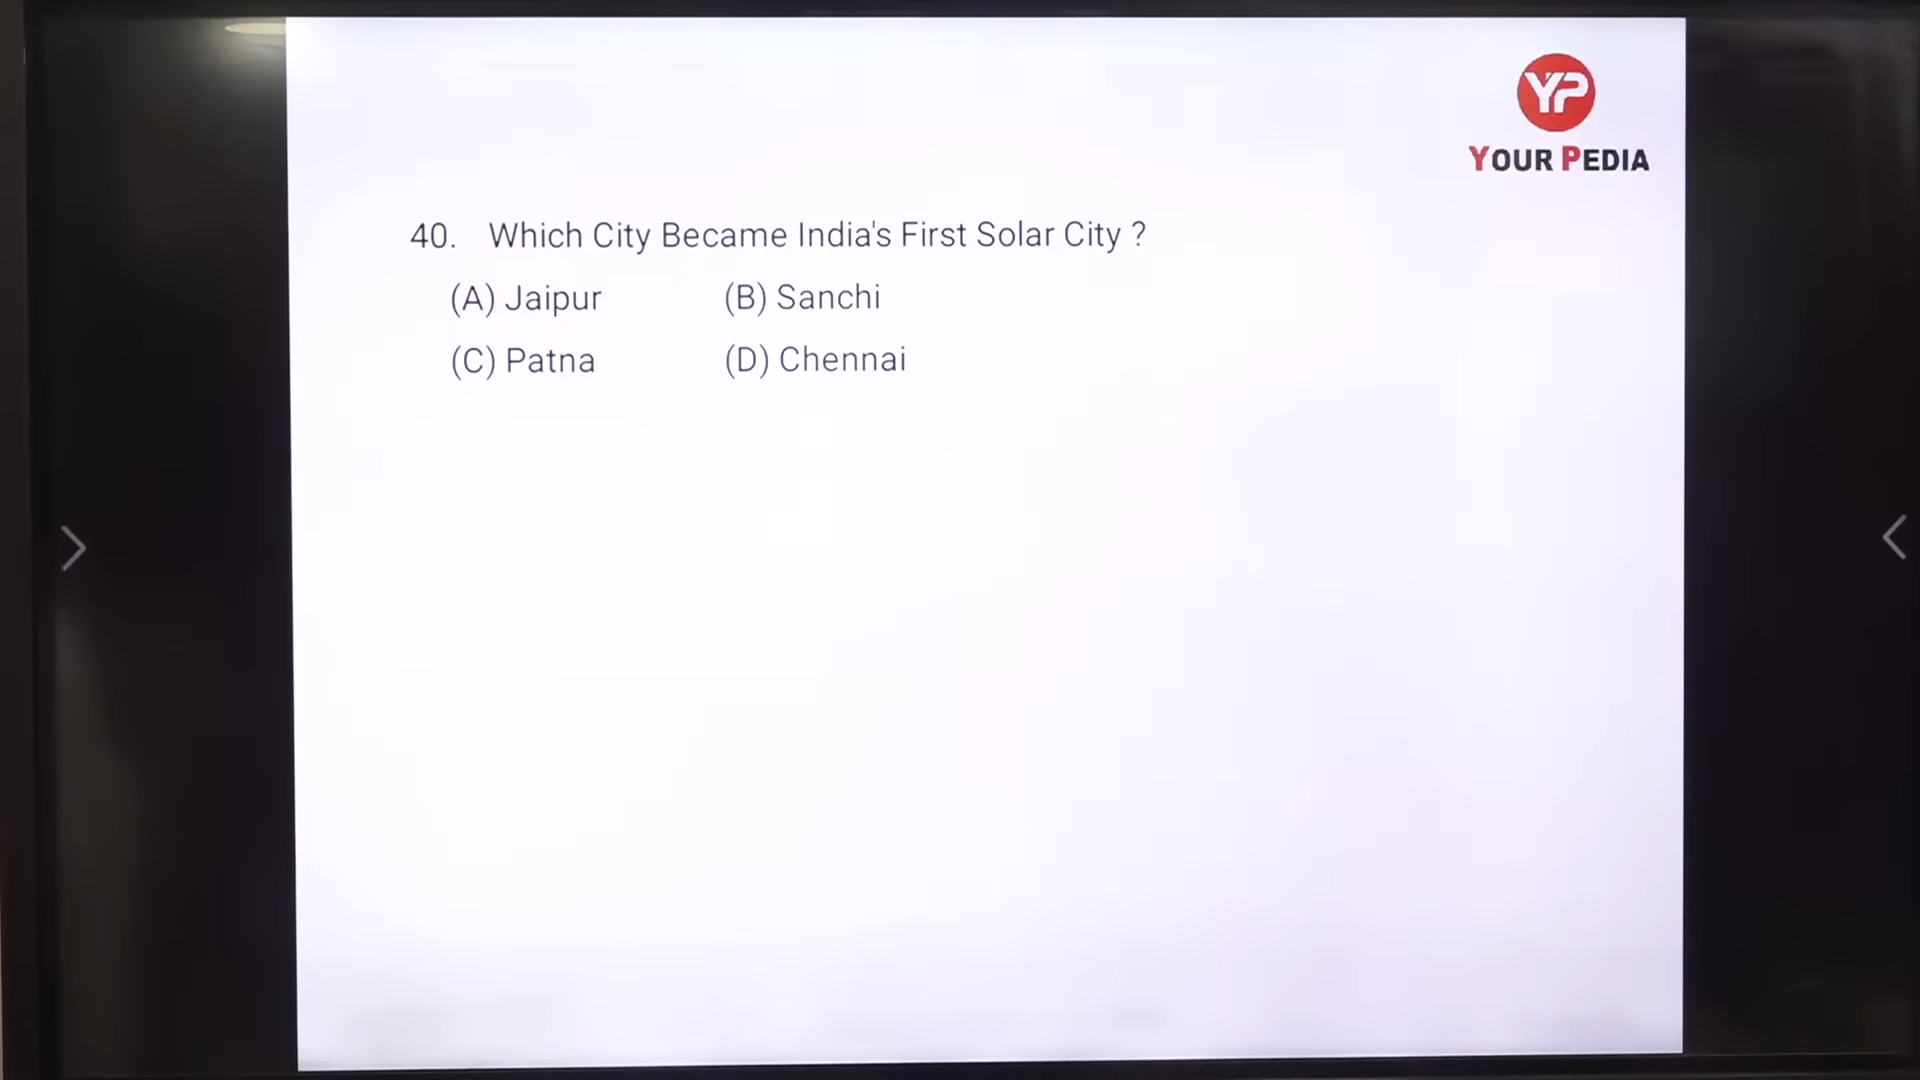 YP
YOUR PEDIA
40. Which City Became India's First Solar City ?
(A) Jaipur (B) Sanchi
(C) Patna (D) Chennai